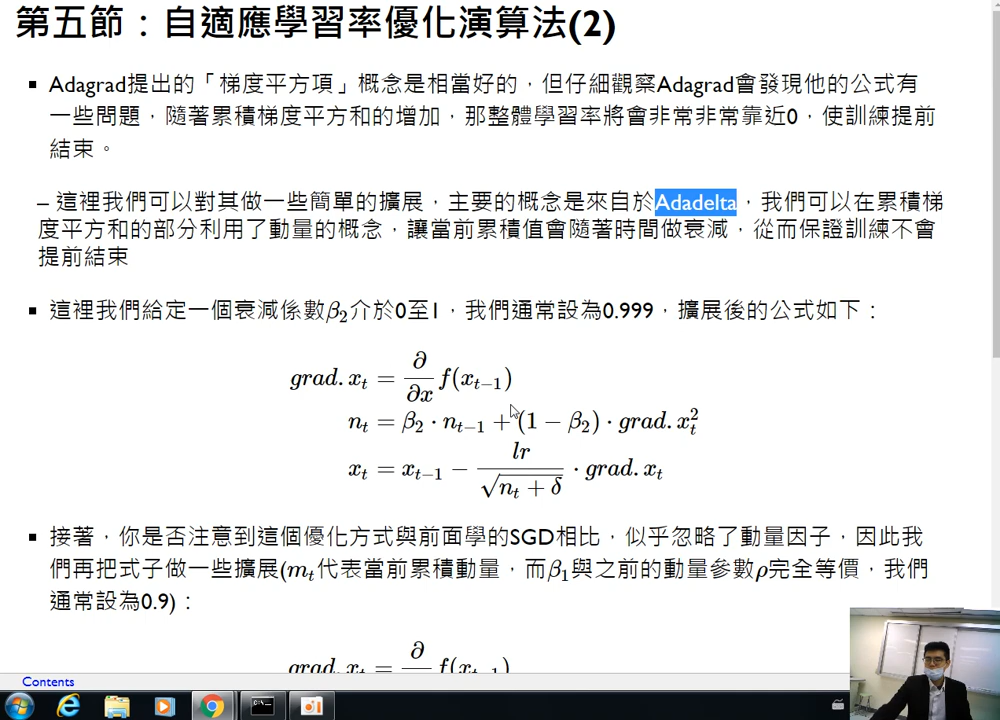 第五節：自適應學習率優化演算法(2)
▪ Adagrad提出的「梯度平方項」概念是相當好的，但仔細觀察Adagrad會發現他的公式有
一些問題，隨著累積梯度平方和的增加，那整體學習率將會非常非常靠近0，使訓練提前
結束。
– 這裡我們可以對其做一些簡單的擴展，主要的概念是來自於Adadelta，我們可以在累積梯
度平方和的部分利用了動量的概念，讓當前累積值會隨著時間做衰減，從而保證訓練不會
提前結束
▪ 這裡我們給定一個衰減係數β₂介於0至1，我們通常設為0.999，擴展後的公式如下：
grad. xₜ = ∂/∂x f(xₜ₋₁)
nₜ = β₂ · nₜ₋₁ + (1 − β₂) · grad. xₜ²
xₜ = xₜ₋₁ − lr/√(nₜ + δ) · grad. xₜ
▪ 接著，你是否注意到這個優化方式與前面學的SGD相比，似乎忽略了動量因子，因此我
們再把式子做一些擴展(mₜ代表當前累積動量，而β₁與之前的動量參數ρ完全等價，我們
通常設為0.9)：
grad. xₜ = ∂ f(xₜ₋₁)
Contents